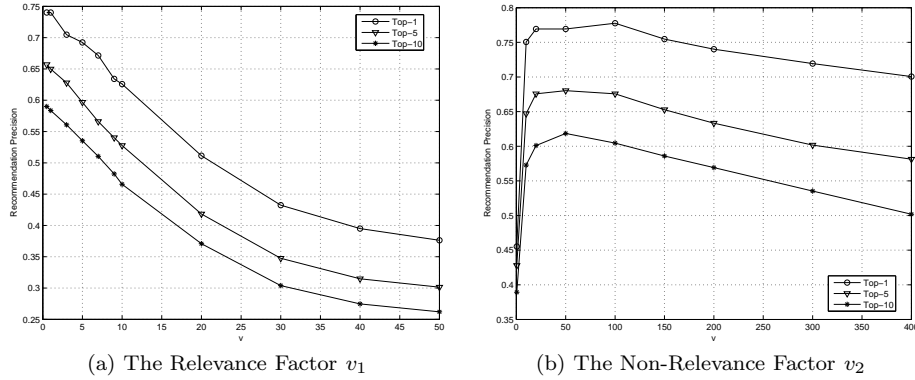 0.75
0.7
0.65
0.6
0.55
0.5
0.45
0.4
0.35
0.3
0.25
Recommendation Precision
0 5 10 15 20 25 30 35 40 45 50
v
Top-1
Top-5
Top-10
(a) The Relevance Factor v1
0.8
0.75
0.7
0.65
0.6
0.55
0.5
0.45
0.4
0.35
Recommendation Precision
0 50 100 150 200 250 300 350 400
v
Top-1
Top-5
Top-10
(b) The Non-Relevance Factor v2